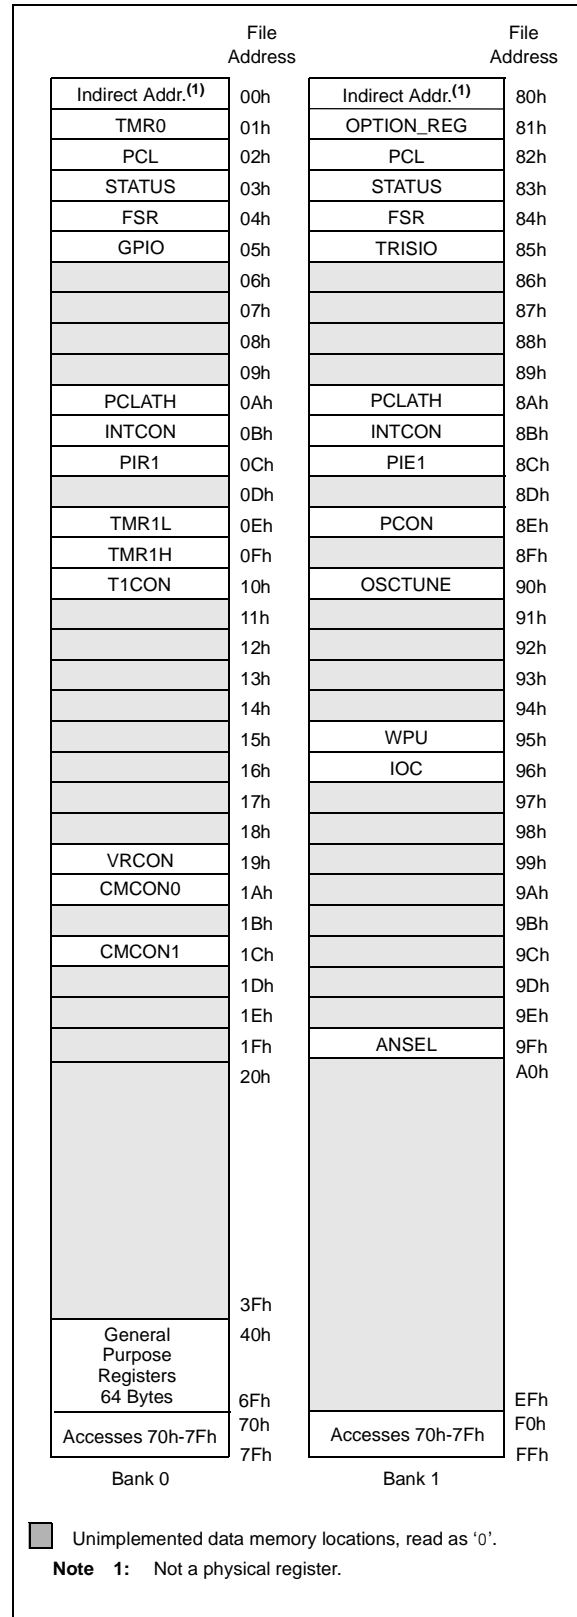 File Address File Address
Indirect Addr.(1) 00h Indirect Addr.(1) 80h
TMR0 01h OPTION_REG 81h
PCL 02h PCL 82h
STATUS 03h STATUS 83h
FSR 04h FSR 84h
GPIO 05h TRISIO 85h
06h 86h
07h 87h
08h 88h
09h 89h
PCLATH 0Ah PCLATH 8Ah
INTCON 0Bh INTCON 8Bh
PIR1 0Ch PIE1 8Ch
0Dh 8Dh
TMR1L 0Eh PCON 8Eh
TMR1H 0Fh 8Fh
T1CON 10h OSCTUNE 90h
11h 91h
12h 92h
13h 93h
14h 94h
15h WPU 95h
16h IOC 96h
17h 97h
18h 98h
VRCON 19h 99h
CMCON0 1Ah 9Ah
1Bh 9Bh
CMCON1 1Ch 9Ch
1Dh 9Dh
1Eh 9Eh
1Fh ANSEL 9Fh
20h A0h
3Fh
General 40h
Purpose
Registers
64 Bytes 6Fh EFh
70h F0h
Accesses 70h-7Fh Accesses 70h-7Fh
7Fh FFh
Bank 0 Bank 1
Unimplemented data memory locations, read as ‘0’.
Note 1: Not a physical register.